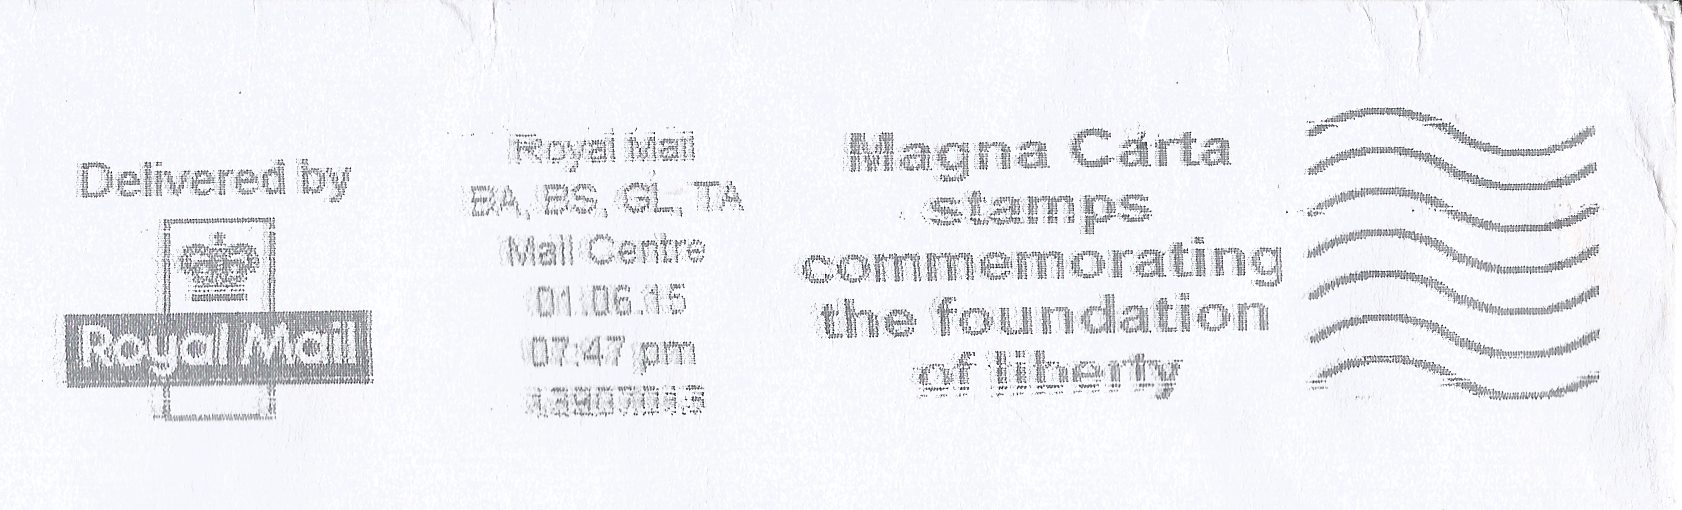 Delivered by
Royal Mail
Royal Mail
BA, BS, GL, TA
Mail Centre
01.06.15
07:47 pm
Magna Carta
stamps
commemorating
the foundation
of liberty